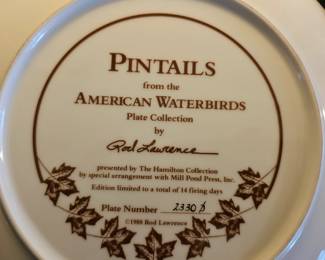 PINTAILS
from the
AMERICAN WATERBIRDS
Plate Collection
by
Rod Lawrence
presented by The Hamilton Collection
by special arrangement with Mill Pond Press, Inc.
Edition limited to a total of 14 firing days
Plate Number 2330
©1988 Rod Lawrence